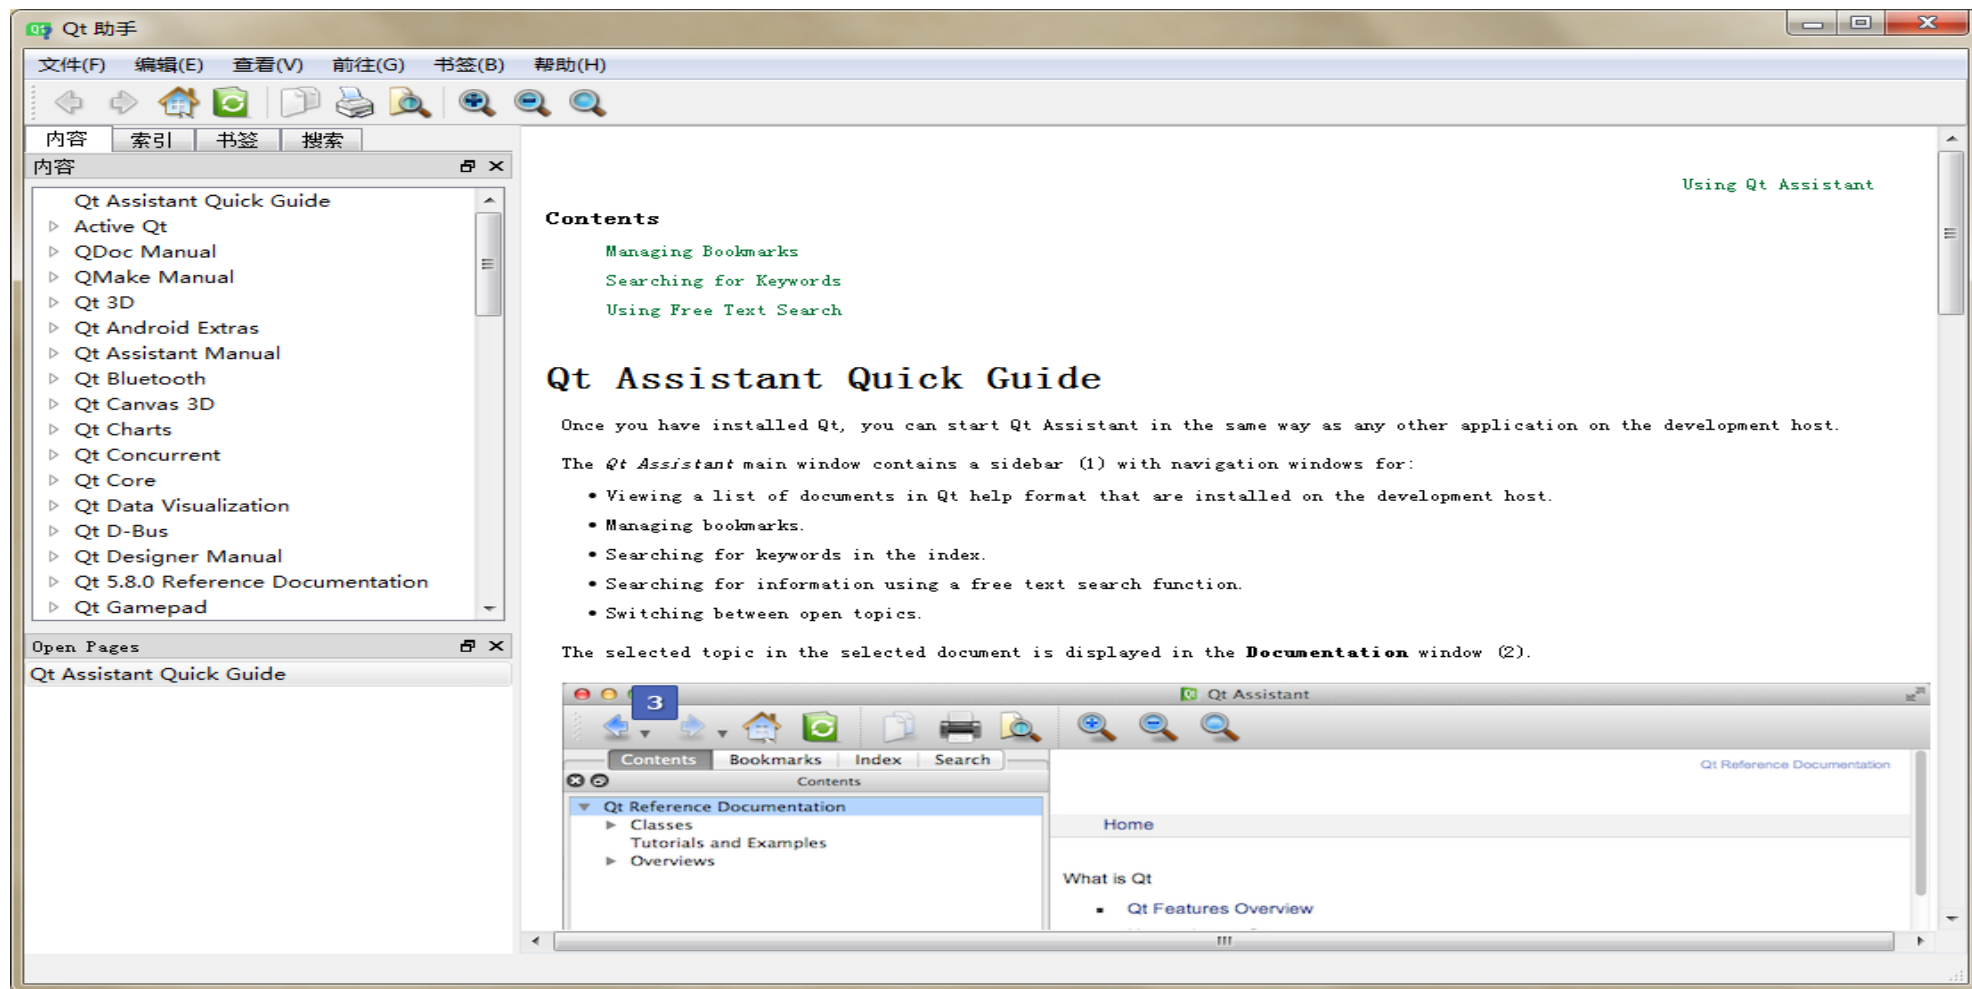 Qt 助手
文件(F) 编辑(E) 查看(V) 前往(G) 书签(B) 帮助(H)
内容 索引 书签 搜索
内容
Qt Assistant Quick Guide
Active Qt
QDoc Manual
QMake Manual
Qt 3D
Qt Android Extras
Qt Assistant Manual
Qt Bluetooth
Qt Canvas 3D
Qt Charts
Qt Concurrent
Qt Core
Qt Data Visualization
Qt D-Bus
Qt Designer Manual
Qt 5.8.0 Reference Documentation
Qt Gamepad
Open Pages
Qt Assistant Quick Guide
Using Qt Assistant
Contents
Managing Bookmarks
Searching for Keywords
Using Free Text Search
Qt Assistant Quick Guide
Once you have installed Qt, you can start Qt Assistant in the same way as any other application on the development host.
The Qt Assistant main window contains a sidebar (1) with navigation windows for:
• Viewing a list of documents in Qt help format that are installed on the development host.
• Managing bookmarks.
• Searching for keywords in the index.
• Searching for information using a free text search function.
• Switching between open topics.
The selected topic in the selected document is displayed in the Documentation window (2).
Qt Assistant
3
Contents Bookmarks Index Search
Contents
Qt Reference Documentation
Classes
Tutorials and Examples
Overviews
Qt Reference Documentation
Home
What is Qt
Qt Features Overview